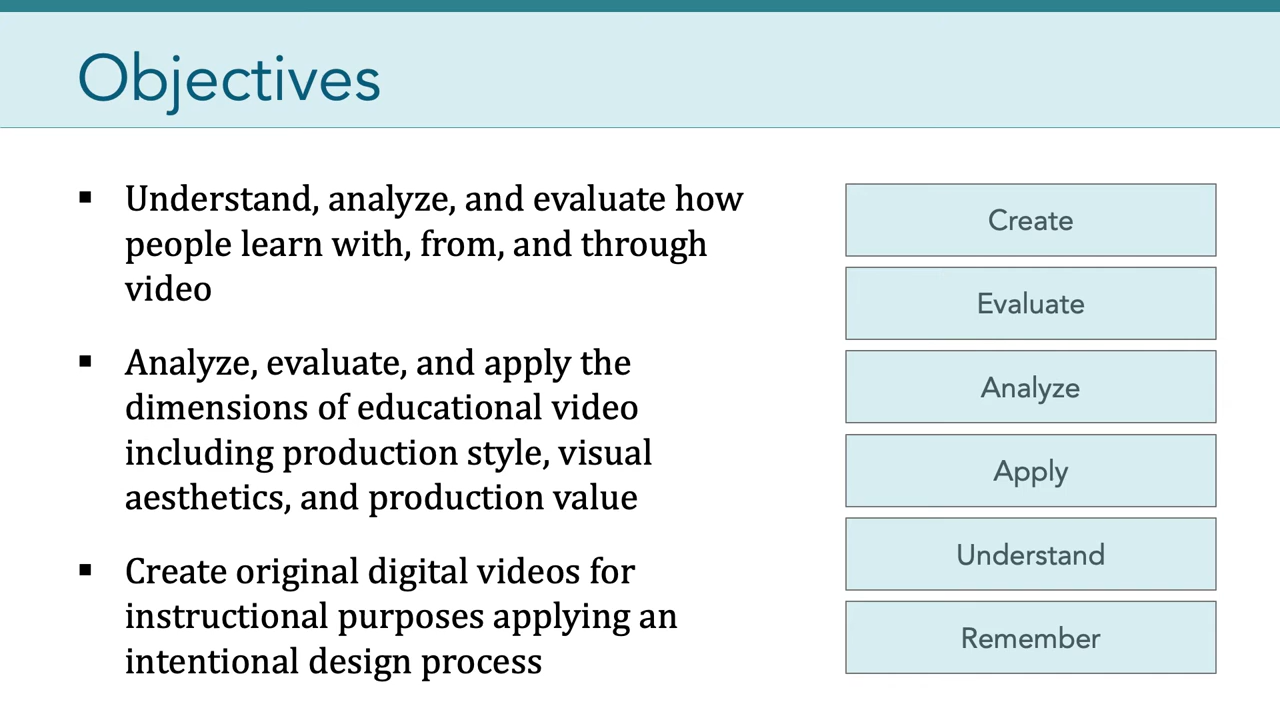 Objectives
▪ Understand, analyze, and evaluate how
people learn with, from, and through
video
▪ Analyze, evaluate, and apply the
dimensions of educational video
including production style, visual
aesthetics, and production value
▪ Create original digital videos for
instructional purposes applying an
intentional design process
Create
Evaluate
Analyze
Apply
Understand
Remember